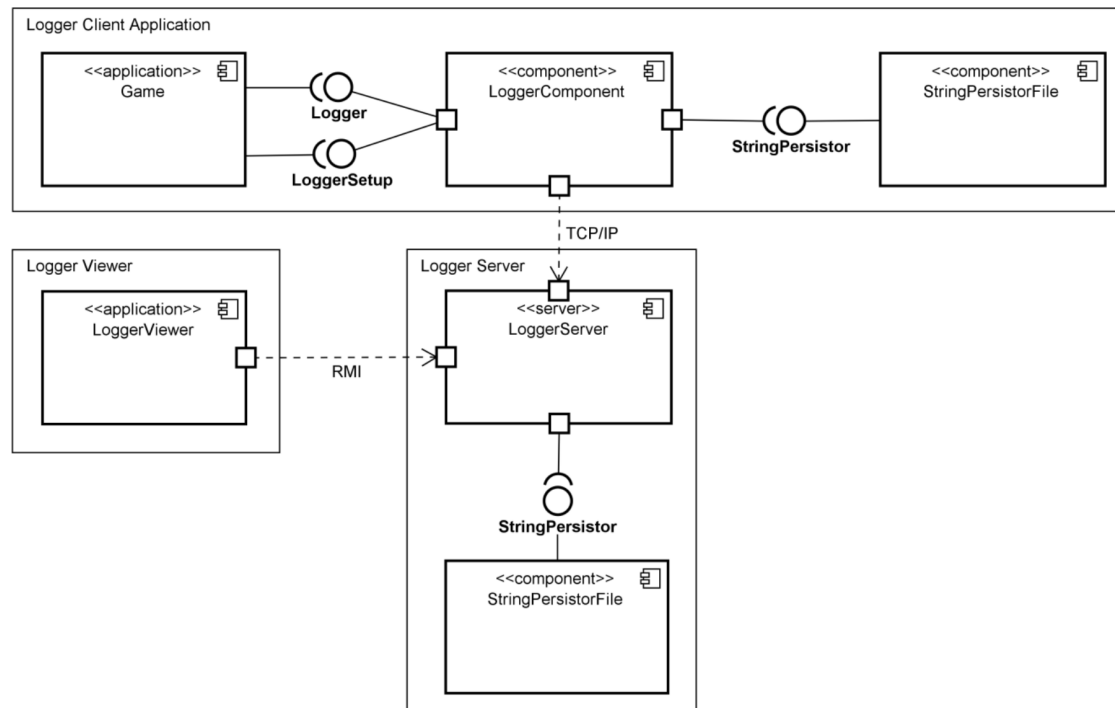 Logger Client Application
<<application>>
Game
Logger
LoggerSetup
<<component>>
LoggerComponent
StringPersistor
<<component>>
StringPersistorFile
TCP/IP
Logger Viewer
<<application>>
LoggerViewer
RMI
Logger Server
<<server>>
LoggerServer
StringPersistor
<<component>>
StringPersistorFile